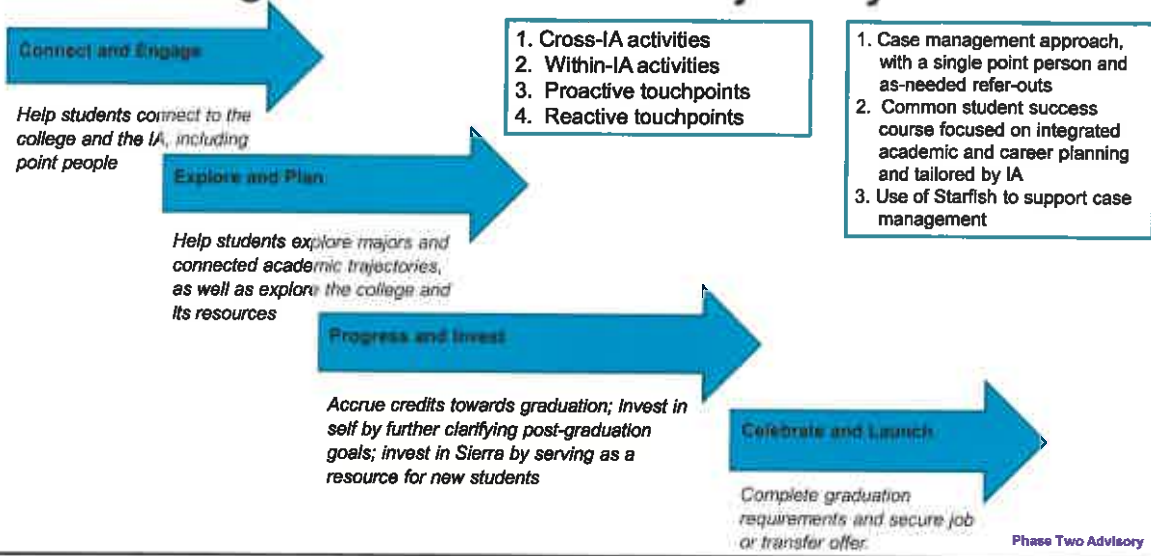 Connect and Engage
Help students connect to the
college and the IA, including
point people
Explore and Plan
Help students explore majors and
connected academic trajectories,
as well as explore the college and
Its resources
Progress and Invest
Accrue credits towards graduation; Invest in
self by further clarifying post-graduation
goals; invest in Sierra by serving as a
resource for new students
Celebrate and Launch
Complete graduation
requirements and secure job
or transfer offer.
1. Cross-IA activities
2. Within-IA activities
3. Proactive touchpoints
4. Reactive touchpoints
1. Case management approach,
with a single point person and
as-needed refer-outs
2. Common student success
course focused on integrated
academic and career planning
and tailored by IA
3. Use of Starfish to support case
management
Phase Two Advisory